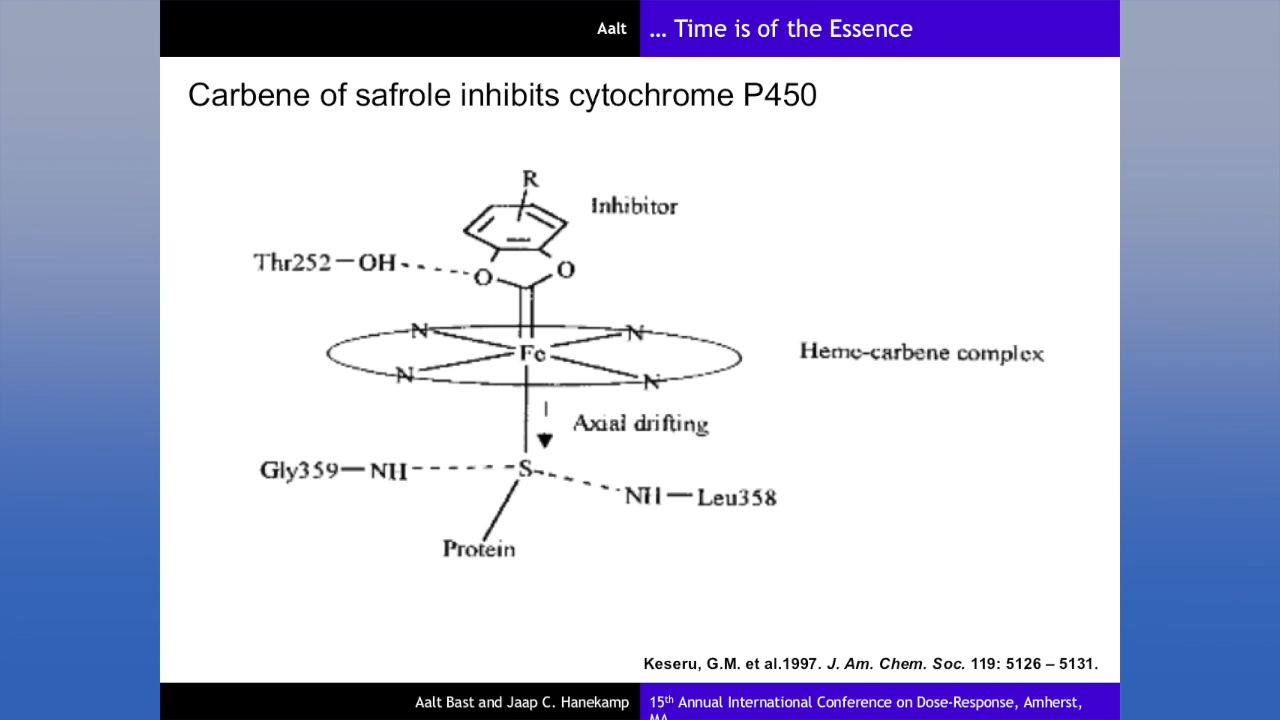 Aalt
... Time is of the Essence
Carbene of safrole inhibits cytochrome P450
R
Inhibitor
Thr252—OH
O
O
N
N
Fe
Heme-carbene complex
N
N
Axial drifting
Gly359—NH
S
NH—Leu358
Protein
Keseru, G.M. et al.1997. J. Am. Chem. Soc. 119: 5126 – 5131.
Aalt Bast and Jaap C. Hanekamp
15th Annual International Conference on Dose-Response, Amherst,
MA